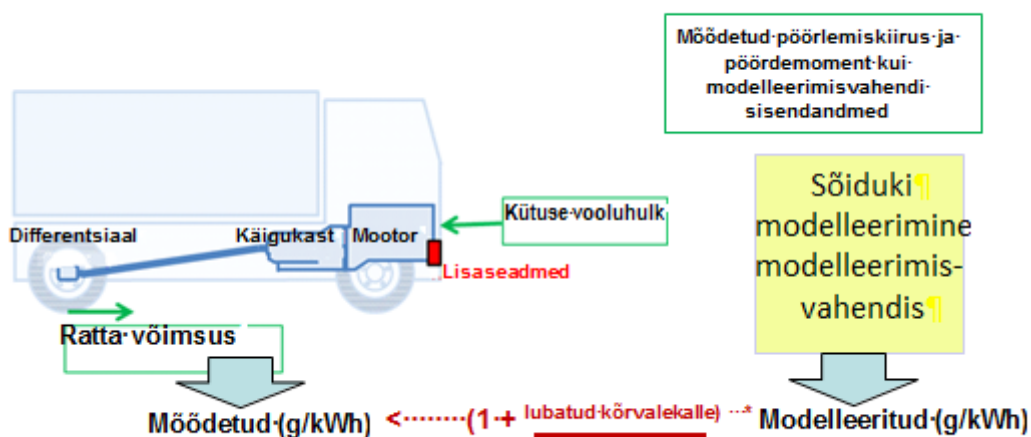 Mõõdetud·pöörlemiskiirus·ja·
pöördemoment·kui·
modelleerimisvahendi·
sisendandmed
Sõiduki¶
modelleerimine
modelleerimis-
vahendis¶
Kütuse·vooluhulk
Differentsiaal
Käigukast
Mootor
Lisaseadmed
Ratta·võimsus
Mõõdetud·(g/kWh) <········(1·+ lubatud·kõrvalekalle) ···* Modelleeritud·(g/kWh)